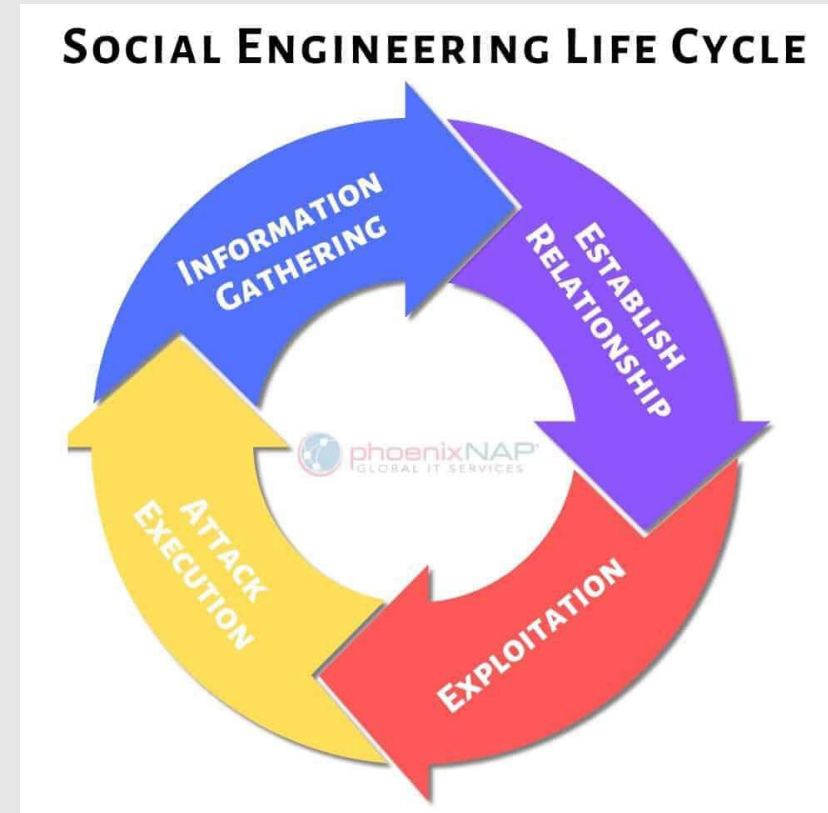 Social Engineering Life Cycle
Information
Gathering
Establish
Relationship
Exploitation
Attack
Execution
phoenixNAP
GLOBAL IT SERVICES